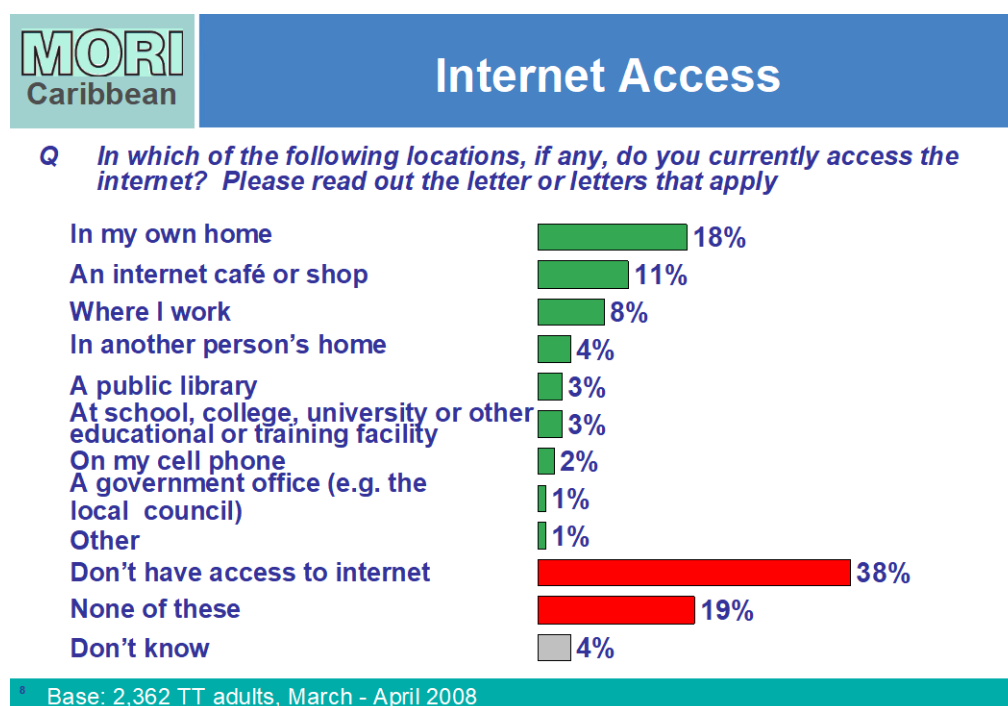 MORI
Caribbean
Internet Access
Q In which of the following locations, if any, do you currently access the
internet? Please read out the letter or letters that apply
In my own home 18%
An internet café or shop 11%
Where I work 8%
In another person's home 4%
A public library 3%
At school, college, university or other
educational or training facility 3%
On my cell phone 2%
A government office (e.g. the
local council) 1%
Other 1%
Don't have access to internet 38%
None of these 19%
Don't know 4%
8 Base: 2,362 TT adults, March - April 2008